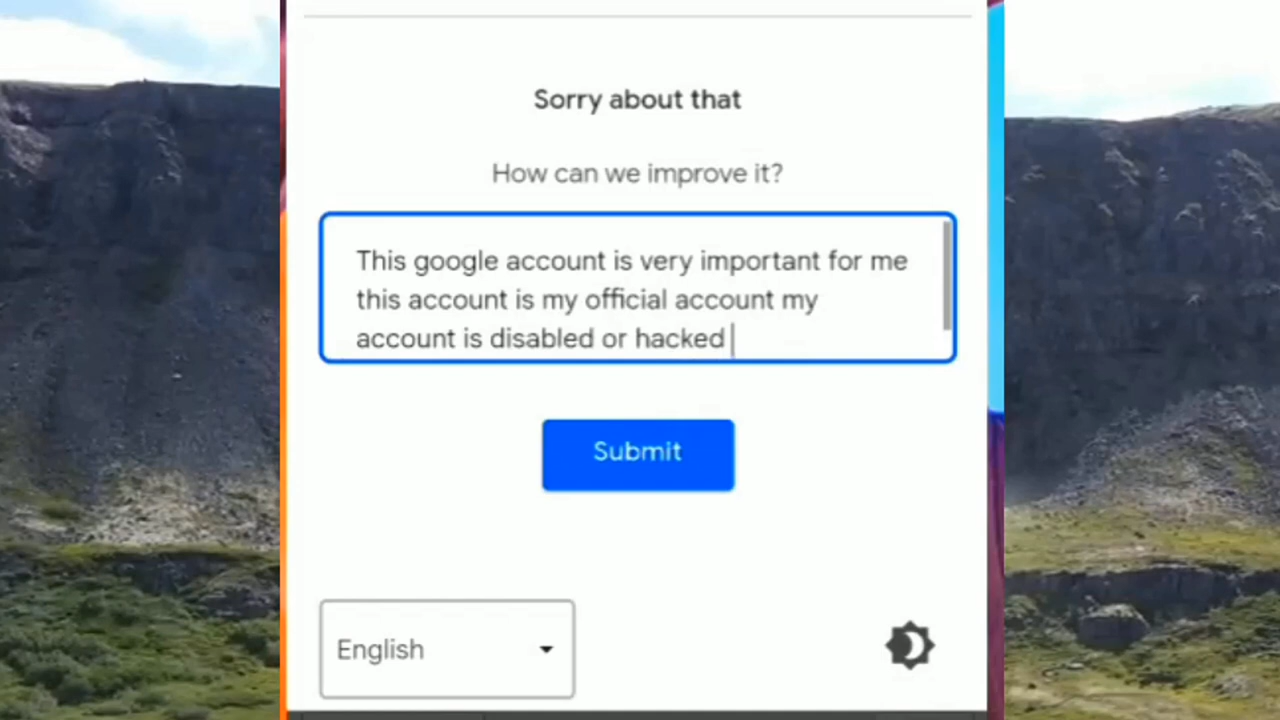 Sorry about that
How can we improve it?
This google account is very important for me
this account is my official account my
account is disabled or hacked
Submit
English